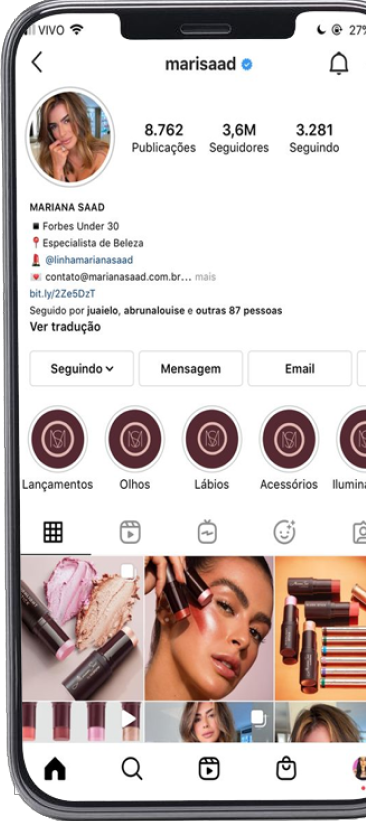 VIVO 27%
marisaad
8.762 3,6M 3.281
Publicações Seguidores Seguindo
MARIANA SAAD
Forbes Under 30
Especialista de Beleza
@linhamarianasaad
contato@marianasaad.com.br... mais
bit.ly/2Ze5DzT
Seguido por juaielo, abrunalouise e outras 87 pessoas
Ver tradução
Seguindo Mensagem Email
Lançamentos Olhos Lábios Acessórios Ilumina